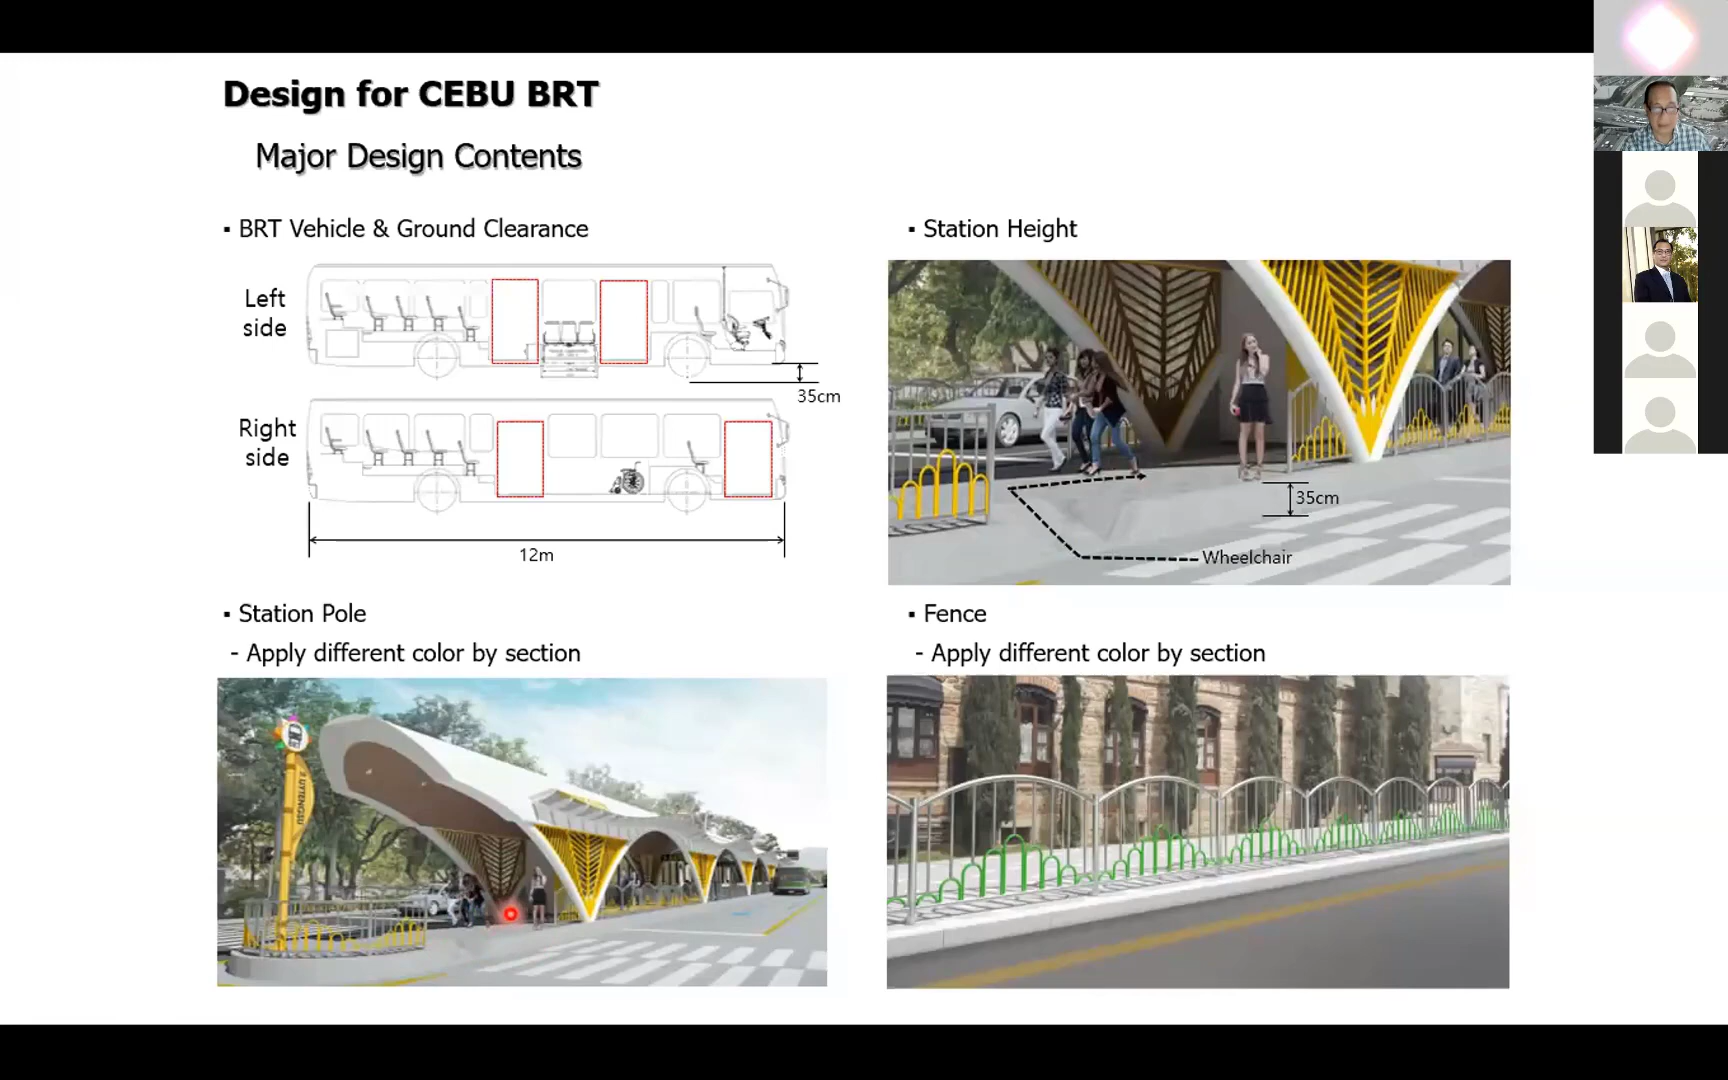 Design for CEBU BRT
Major Design Contents
▪ BRT Vehicle & Ground Clearance
Left
side
35cm
Right
side
12m
▪ Station Height
35cm
Wheelchair
▪ Station Pole
- Apply different color by section
UYTENGSU
▪ Fence
- Apply different color by section